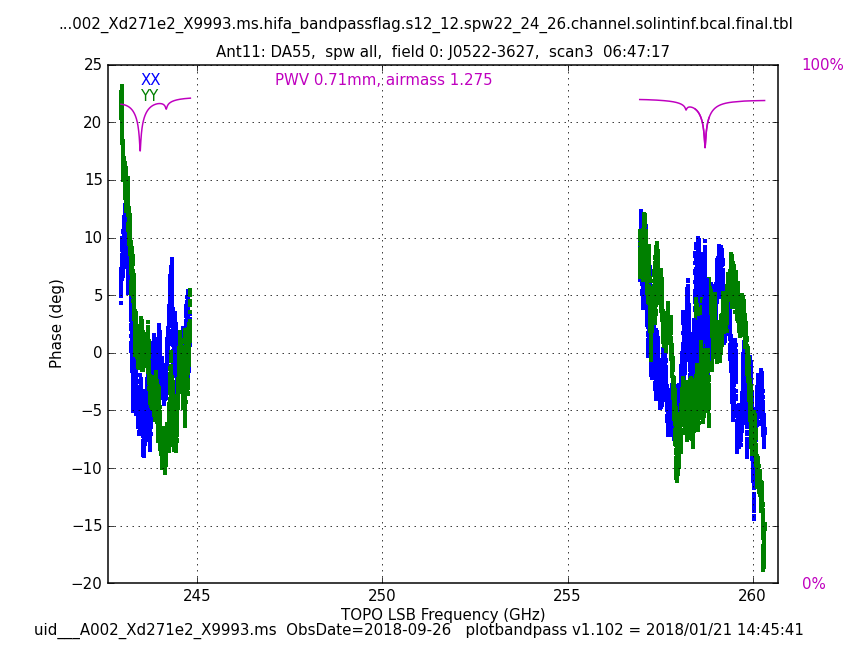 ...002_Xd271e2_X9993.ms.hifa_bandpassflag.s12_12.spw22_24_26.channel.solintinf.bcal.final.tbl
Ant11: DA55,  spw all,  field 0: J0522-3627,  scan3  06:47:17
XX
YY
PWV 0.71mm, airmass 1.275
100%
0%
25
20
15
10
5
0
−5
−10
−15
−20
Phase (deg)
245
250
255
260
TOPO LSB Frequency (GHz)
uid___A002_Xd271e2_X9993.ms  ObsDate=2018-09-26   plotbandpass v1.102 = 2018/01/21 14:45:41